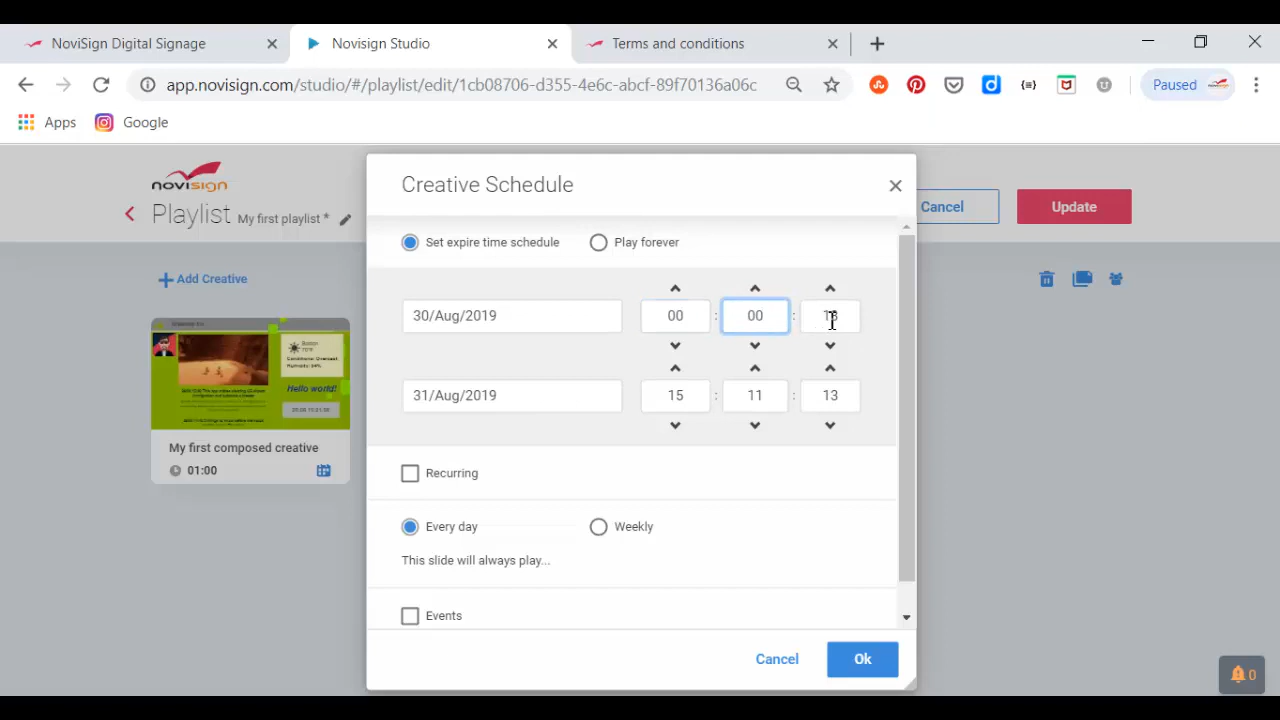 NoviSign Digital Signage
Novisign Studio
Terms and conditions
app.novisign.com/studio/#/playlist/edit/1cb08706-d355-4e6c-abcf-89f70136a06c
Paused
Apps
Google
novisign
Playlist My first playlist *
Cancel
Update
Add Creative
Hello world!
My first composed creative
01:00
Creative Schedule
Set expire time schedule
Play forever
30/Aug/2019 00 : 00 :
31/Aug/2019 15 : 11 : 13
Recurring
Every day
Weekly
This slide will always play...
Events
Cancel
Ok
0